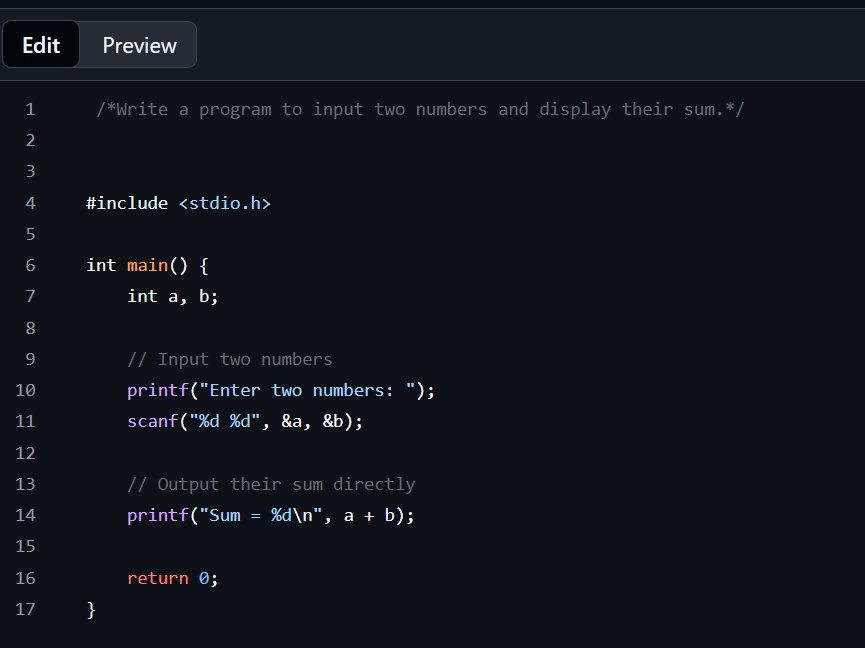 Edit Preview
1 /*Write a program to input two numbers and display their sum.*/
2
3
4 #include <stdio.h>
5
6 int main() {
7 int a, b;
8
9 // Input two numbers
10 printf("Enter two numbers: ");
11 scanf("%d %d", &a, &b);
12
13 // Output their sum directly
14 printf("Sum = %d\n", a + b);
15
16 return 0;
17 }